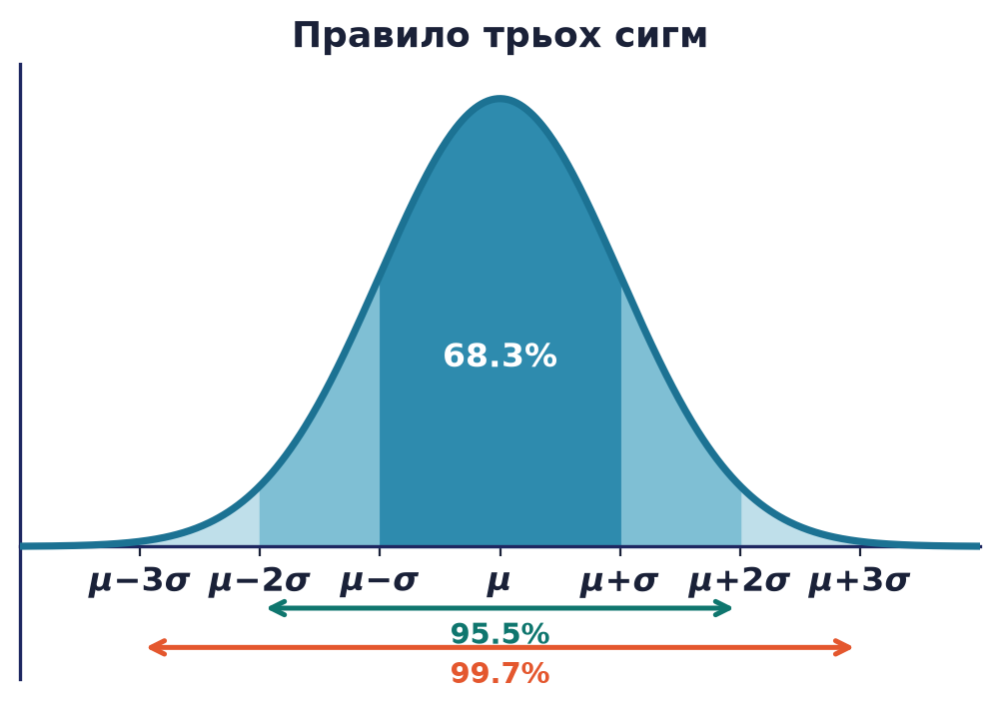 Правило трьох сигм
68.3%
μ−3σ μ−2σ μ−σ μ μ+σ μ+2σ μ+3σ
95.5%
99.7%